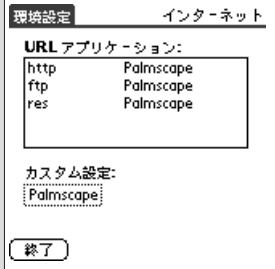 環境設定 インターネット
URL アプリケーション:
http Palmscape
ftp Palmscape
res Palmscape
カスタム設定:
Palmscape
終了